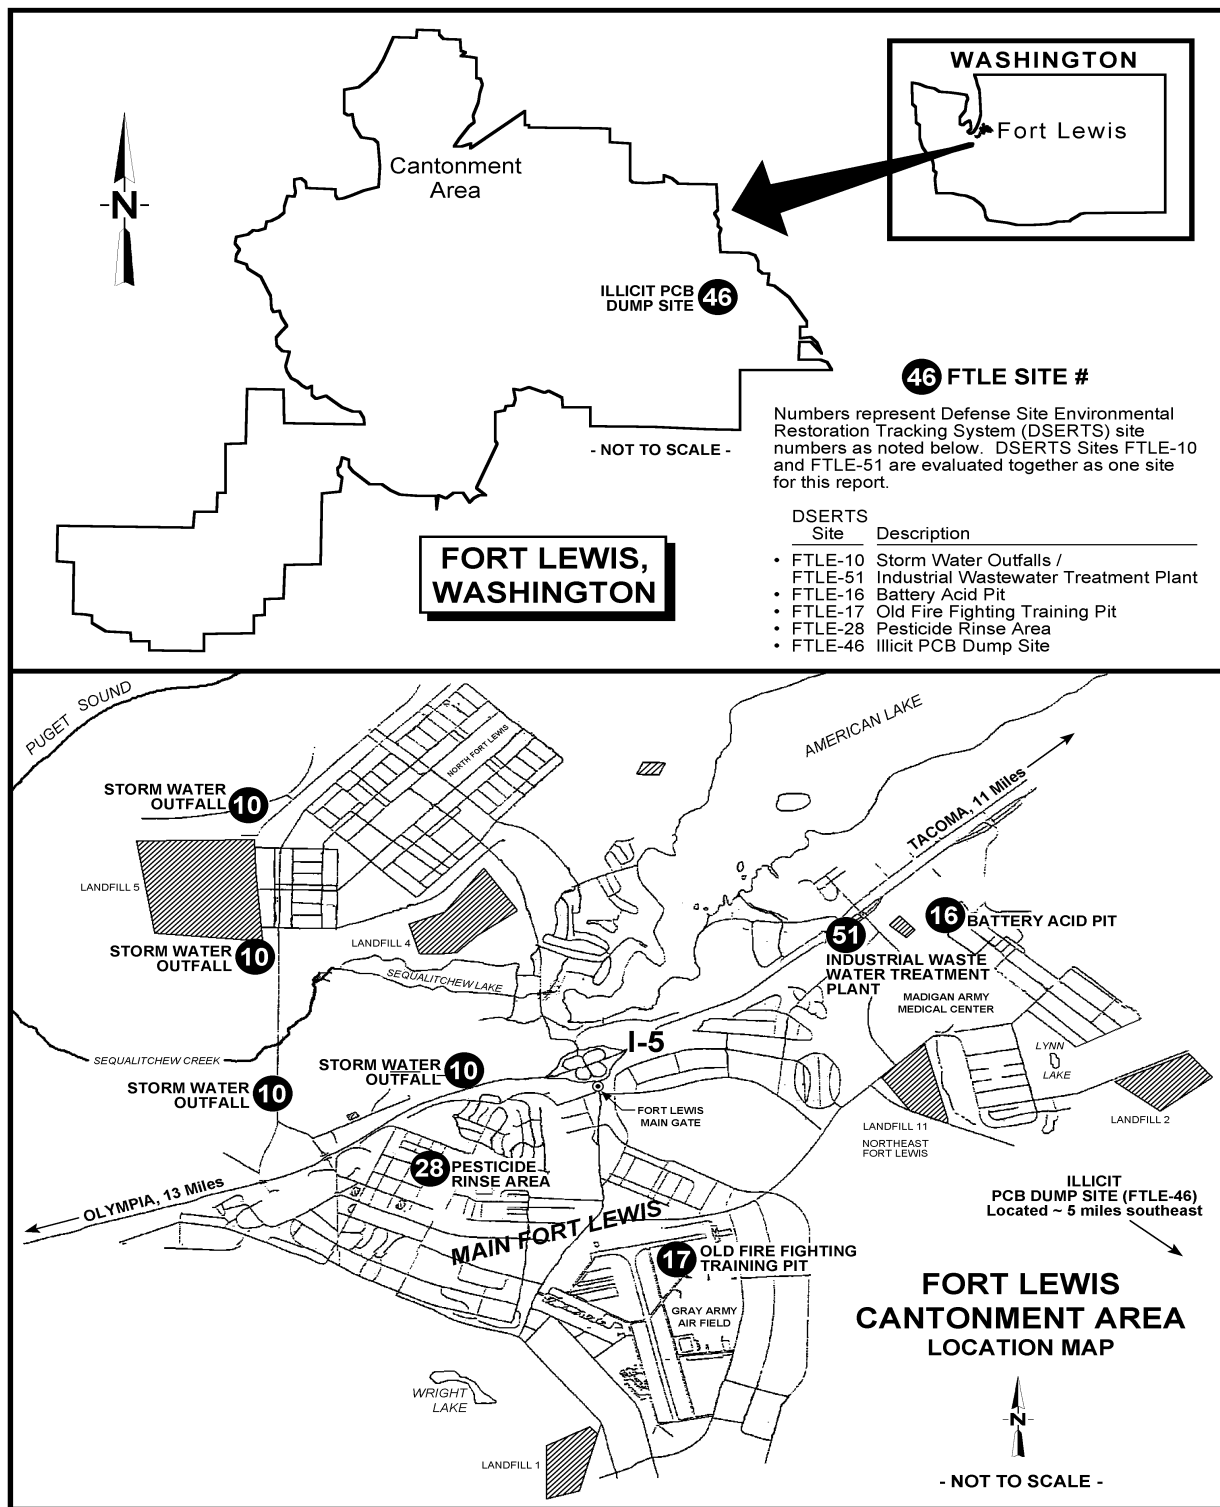 WASHINGTON
Fort Lewis
Cantonment
Area
-N-
ILLICIT PCB
DUMP SITE
46
46 FTLE SITE #
Numbers represent Defense Site Environmental
Restoration Tracking System (DSERTS) site
numbers as noted below. DSERTS Sites FTLE-10
and FTLE-51 are evaluated together as one site
for this report.
- NOT TO SCALE -
DSERTS
Site Description
• FTLE-10 Storm Water Outfalls /
FTLE-51 Industrial Wastewater Treatment Plant
• FTLE-16 Battery Acid Pit
• FTLE-17 Old Fire Fighting Training Pit
• FTLE-28 Pesticide Rinse Area
• FTLE-46 Illicit PCB Dump Site
FORT LEWIS,
WASHINGTON
PUGET SOUND
AMERICAN LAKE
NORTH FORT LEWIS
STORM WATER
OUTFALL
10
TACOMA, 11 Miles
LANDFILL 5
LANDFILL 4
16
BATTERY ACID PIT
51
INDUSTRIAL WASTE
WATER TREATMENT
PLANT
STORM WATER
OUTFALL
10
SEQUALITCHEW LAKE
MADIGAN ARMY
MEDICAL CENTER
I-5
SEQUALITCHEW CREEK
STORM WATER
OUTFALL
10
LYNN
LAKE
STORM WATER
OUTFALL
10
FORT LEWIS
MAIN GATE
LANDFILL 2
LANDFILL 11
NORTHEAST
FORT LEWIS
28
PESTICIDE
RINSE AREA
ILLICIT
PCB DUMP SITE (FTLE-46)
Located ~ 5 miles southeast
OLYMPIA, 13 Miles
MAIN FORT LEWIS
17
OLD FIRE FIGHTING
TRAINING PIT
GRAY ARMY
AIR FIELD
FORT LEWIS
CANTONMENT AREA
LOCATION MAP
WRIGHT
LAKE
-N-
LANDFILL 1
- NOT TO SCALE -